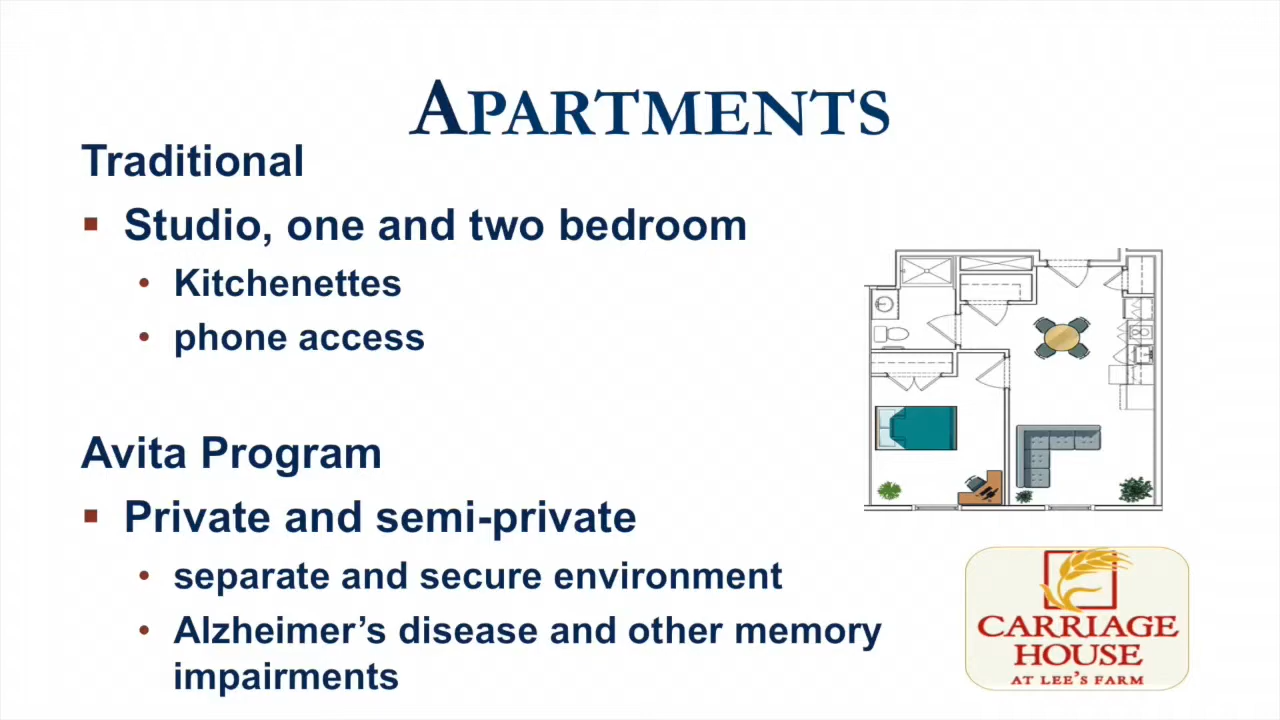 APARTMENTS
Traditional
▪ Studio, one and two bedroom
• Kitchenettes
• phone access
Avita Program
▪ Private and semi-private
• separate and secure environment
• Alzheimer’s disease and other memory
impairments
CARRIAGE
HOUSE
AT LEE'S FARM